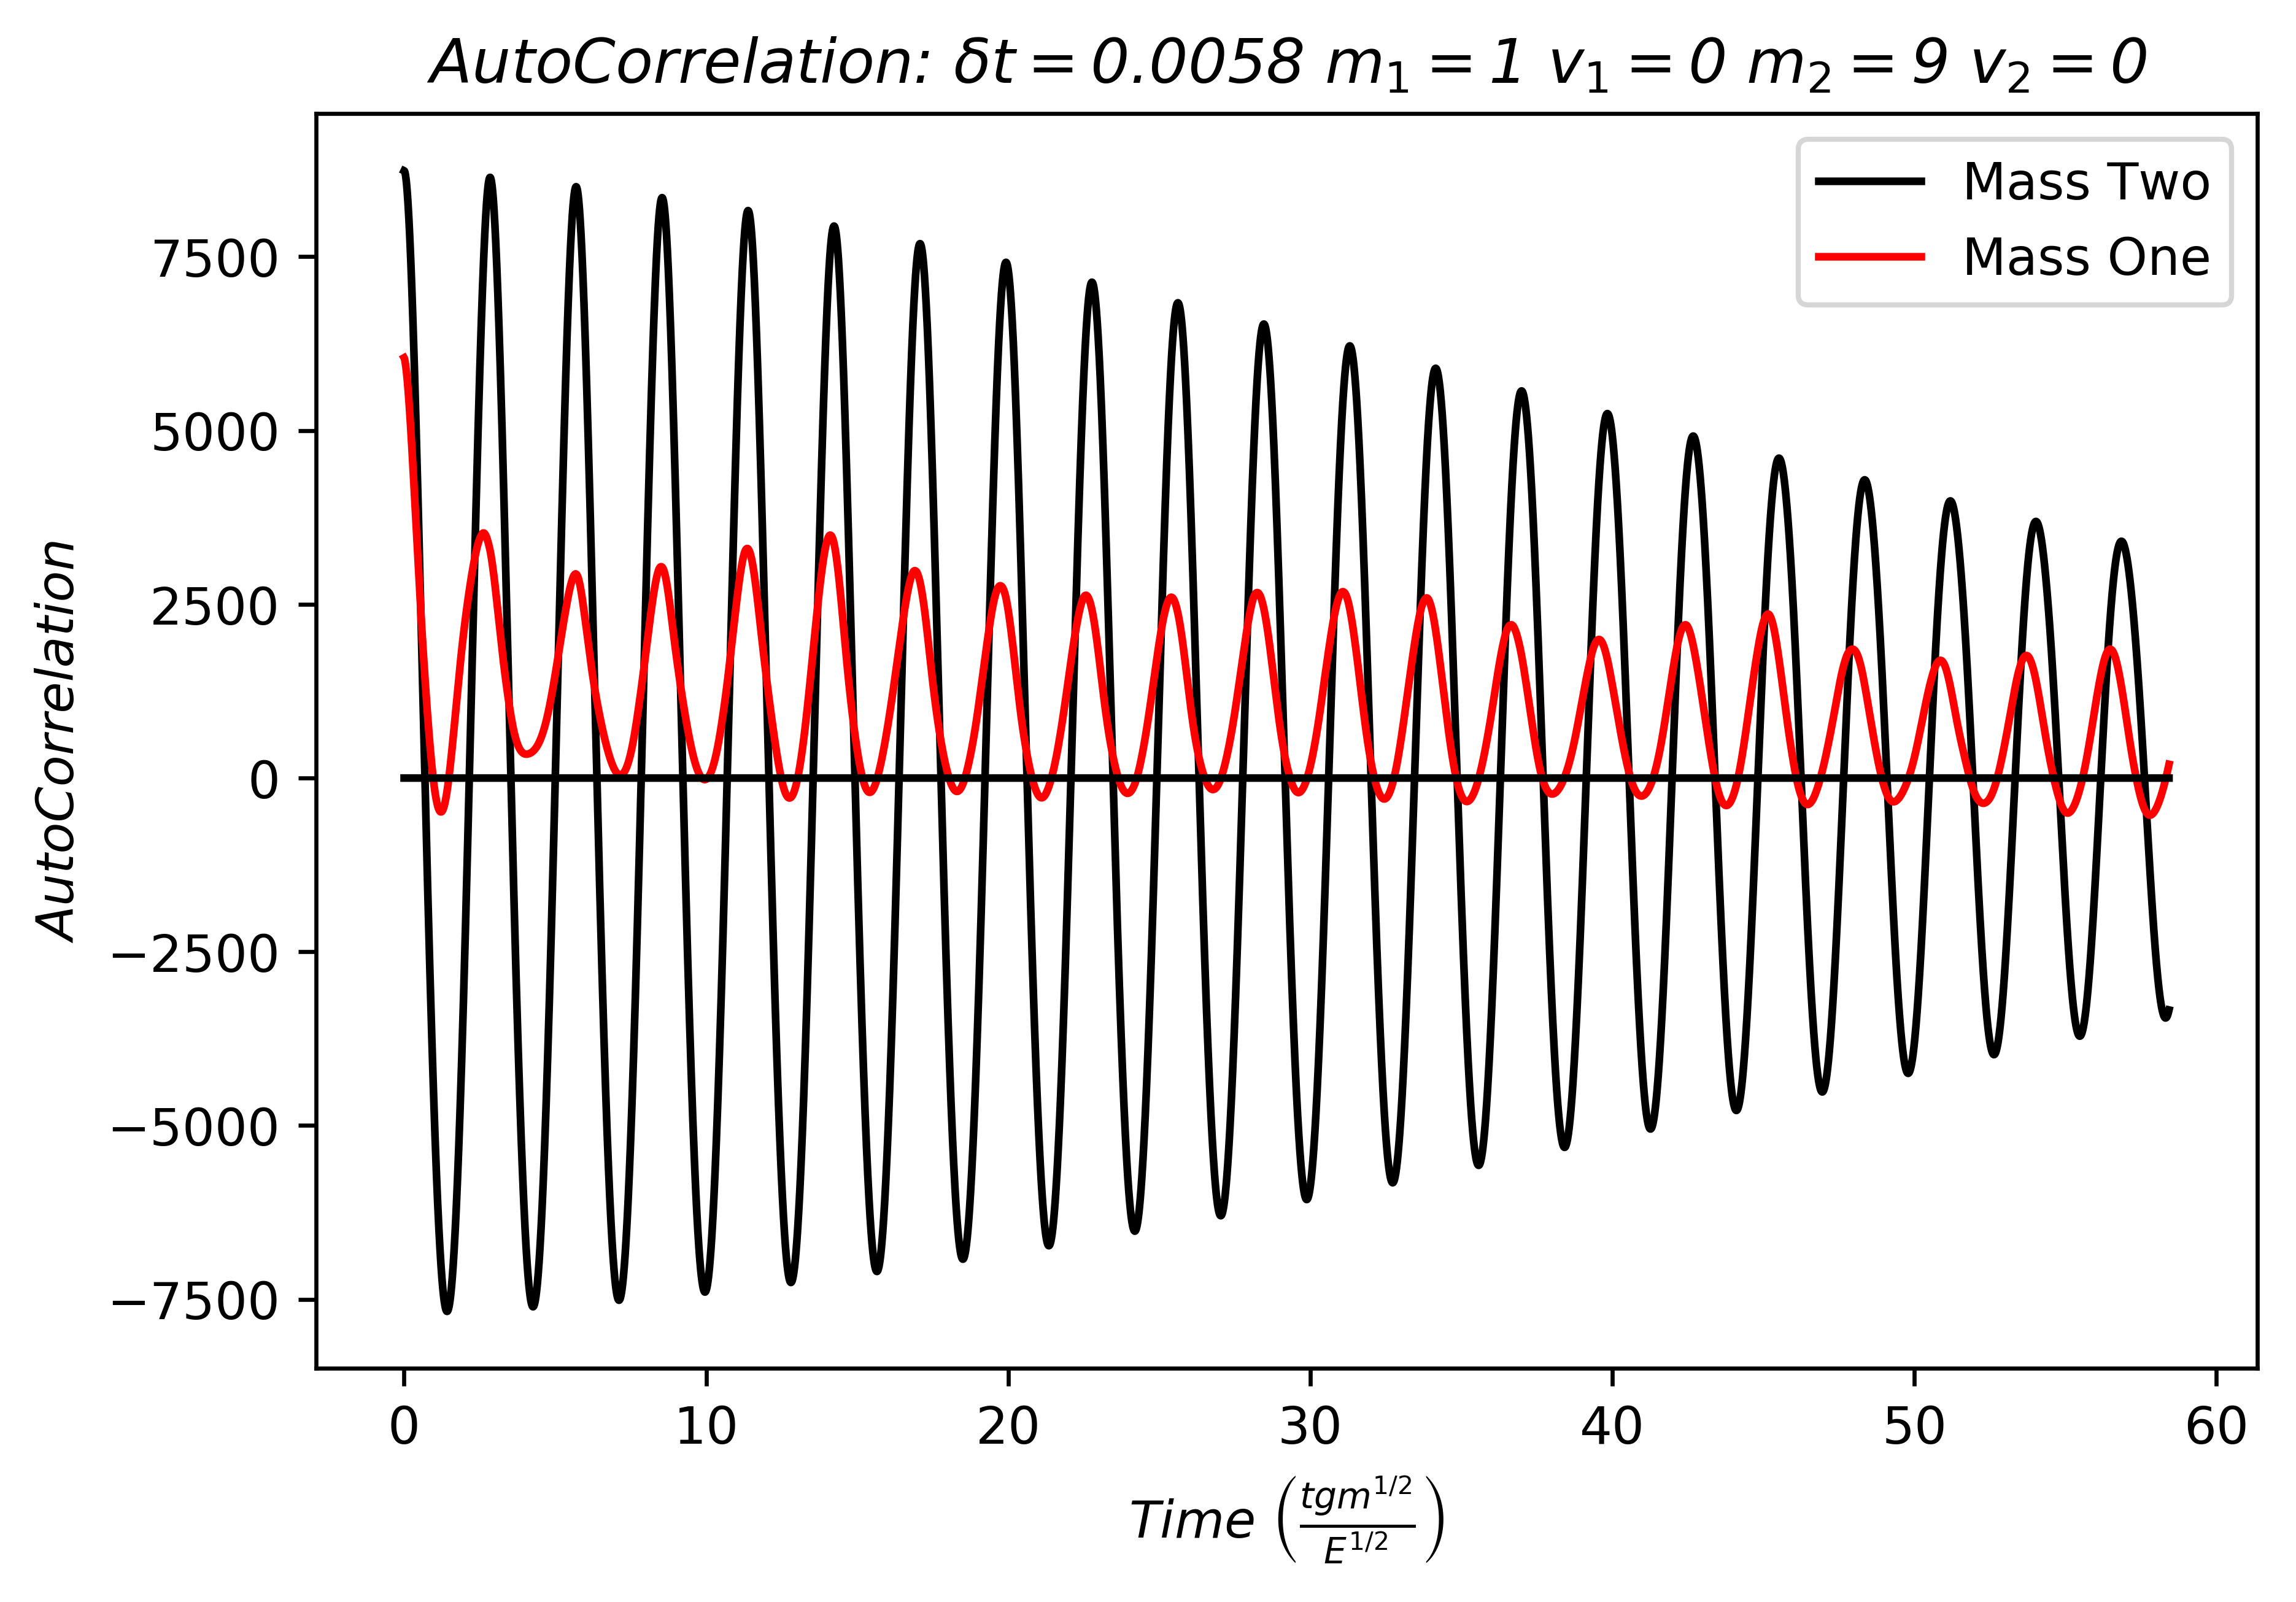 AutoCorrelation: δt = 0.0058 m₁ = 1 v₁ = 0 m₂ = 9 v₂ = 0
Mass Two
Mass One
AutoCorrelation
7500
5000
2500
0
−2500
−5000
−7500
0 10 20 30 40 50 60
Time (tgm^{1/2}/E^{1/2})